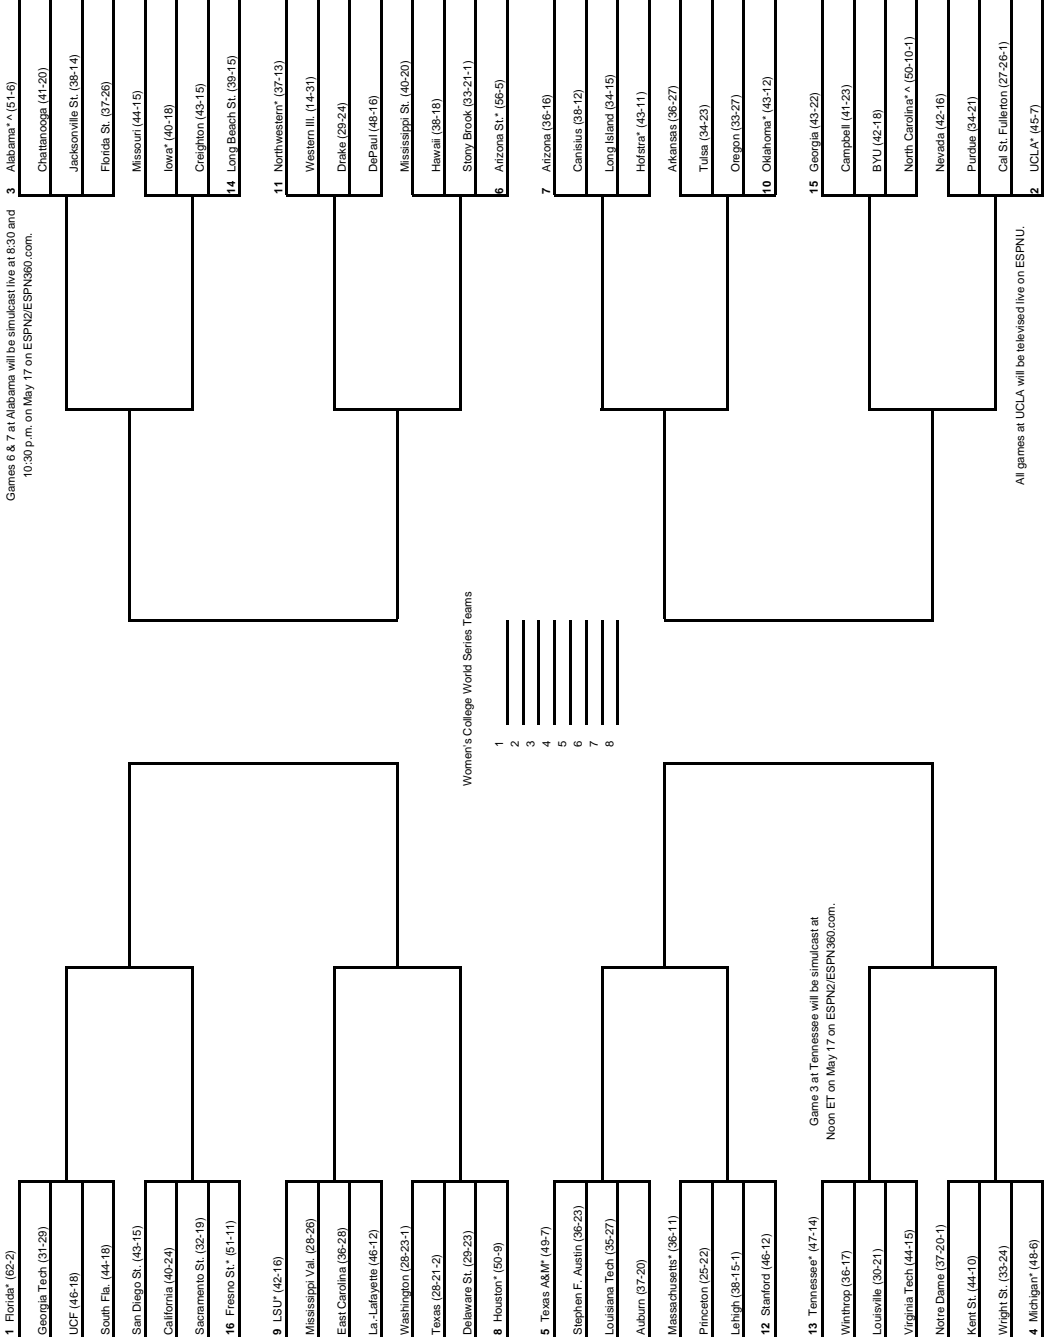 1 Florida* (62-2)
Georgia Tech (31-29)
UCF (46-18)
South Fla. (44-18)
San Diego St. (43-15)
California (40-24)
Sacramento St. (32-19)
16 Fresno St.* (51-11)
9 LSU* (42-16)
Mississippi Val. (28-26)
East Carolina (36-28)
La.-Lafayette (46-12)
Washington (28-23-1)
Texas (28-21-2)
Delaware St. (29-23)
8 Houston* (50-9)
5 Texas A&M* (49-7)
Stephen F. Austin (36-23)
Louisiana Tech (35-27)
Auburn (37-20)
Massachusetts* (36-11)
Princeton (25-22)
Lehigh (38-15-1)
12 Stanford (46-12)
13 Tennessee* (47-14)
Winthrop (36-17)
Louisville (30-21)
Virginia Tech (44-15)
Notre Dame (37-20-1)
Kent St. (44-10)
Wright St. (33-24)
4 Michigan* (48-6)
Game 3 at Tennessee will be simulcast at
Noon ET on May 17 on ESPN2/ESPN360.com.
Women's College World Series Teams
1
2
3
4
5
6
7
8
Games 6 & 7 at Alabama will be simulcast live at 8:30 and
10:30 p.m. on May 17 on ESPN2/ESPN360.com.
All games at UCLA will be televised live on ESPNU.
3 Alabama*^ (51-6)
Chattanooga (41-20)
Jacksonville St. (38-14)
Florida St. (37-26)
Missouri (44-15)
Iowa* (40-18)
Creighton (43-15)
14 Long Beach St. (39-15)
11 Northwestern* (37-13)
Western Ill. (14-31)
Drake (29-24)
DePaul (48-16)
Mississippi St. (40-20)
Hawaii (38-18)
Stony Brook (33-21-1)
6 Arizona St.* (56-5)
7 Arizona (36-16)
Canisius (38-12)
Long Island (34-15)
Hofstra* (43-11)
Arkansas (36-27)
Tulsa (34-23)
Oregon (33-27)
10 Oklahoma* (43-12)
15 Georgia (43-22)
Campbell (41-23)
BYU (42-18)
North Carolina*^ (50-10-1)
Nevada (42-16)
Purdue (34-21)
Cal St. Fullerton (27-26-1)
2 UCLA* (45-7)